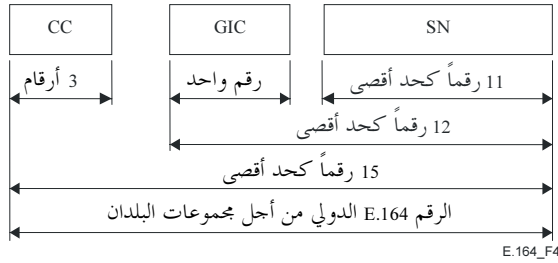 CC GIC SN
3 أرقام رقم واحد 11 رقماً كحد أقصى
12 رقماً كحد أقصى
15 رقماً كحد أقصى
الرقم E.164 الدولي من أجل مجموعات البلدان
E.164_F4